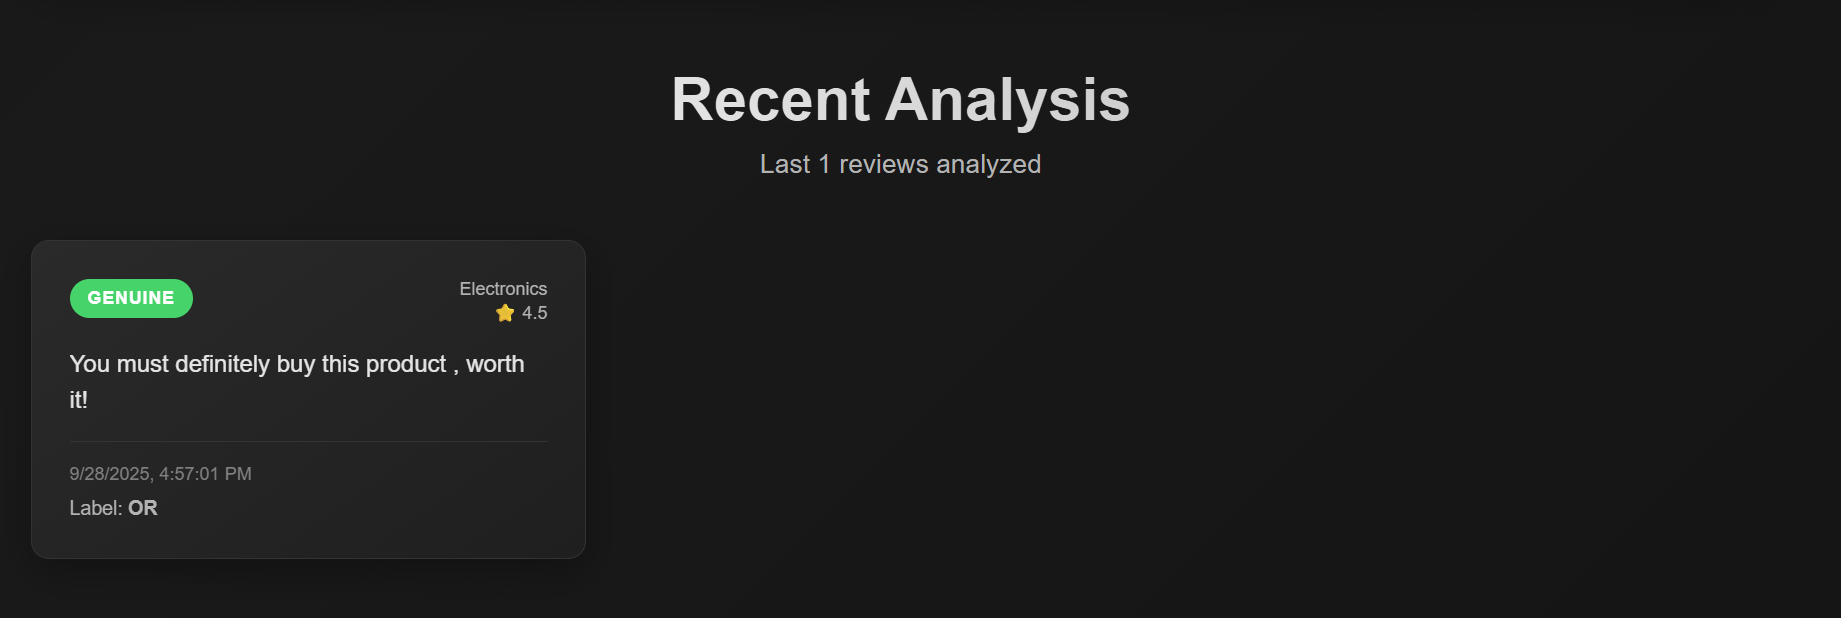 Recent Analysis
Last 1 reviews analyzed
GENUINE
Electronics
⭐ 4.5
You must definitely buy this product , worth
it!
9/28/2025, 4:57:01 PM
Label: OR